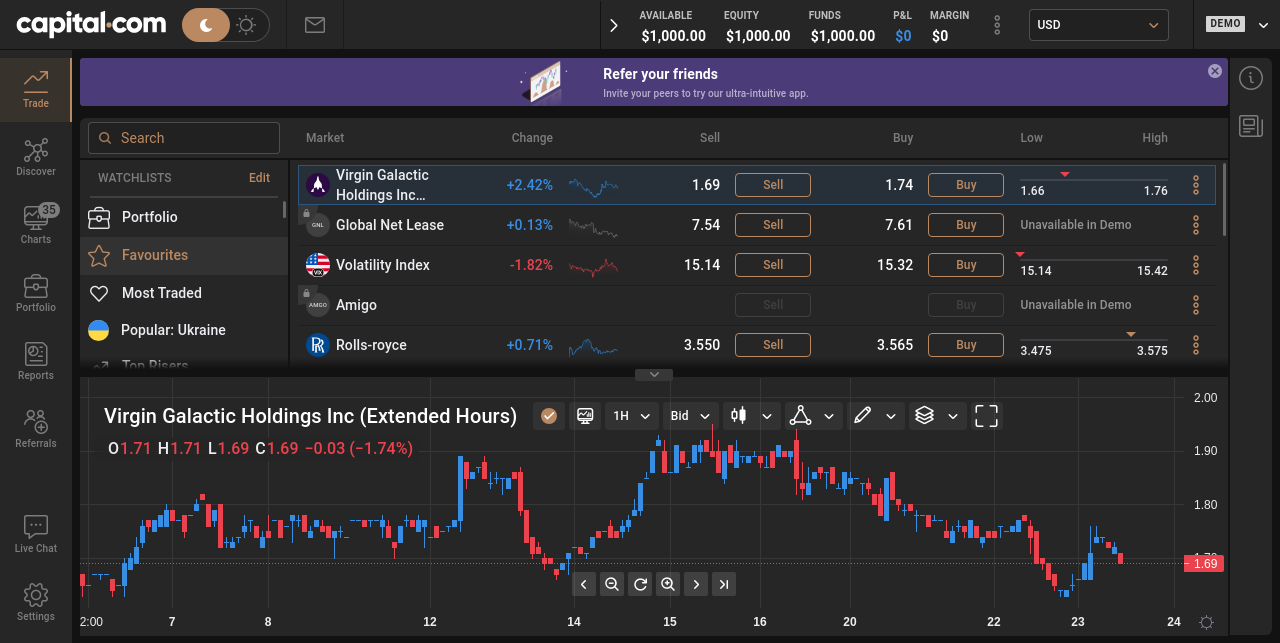 capital.com
AVAILABLE EQUITY FUNDS P&L MARGIN
$1,000.00 $1,000.00 $1,000.00 $0 $0
USD
DEMO
Trade
Discover
35
Charts
Portfolio
Reports
Referrals
Live Chat
Settings
Refer your friends
Invite your peers to try our ultra-intuitive app.
Search
Market Change Sell Buy Low High
WATCHLISTS Edit
Portfolio
Favourites
Most Traded
Popular: Ukraine
Top Risers
Virgin Galactic
Holdings Inc... +2.42% 1.69 Sell 1.74 Buy 1.66 1.76
GNL Global Net Lease +0.13% 7.54 Sell 7.61 Buy Unavailable in Demo
VIX Volatility Index -1.82% 15.14 Sell 15.32 Buy 15.14 15.42
AMGO Amigo Sell Buy Unavailable in Demo
Rolls-royce +0.71% 3.550 Sell 3.565 Buy 3.475 3.575
Virgin Galactic Holdings Inc (Extended Hours) 1H Bid
O1.71 H1.71 L1.69 C1.69 −0.03 (−1.74%)
2.00
1.90
1.80
1.70
1.69
2:00 7 8 12 14 15 16 20 22 23 24